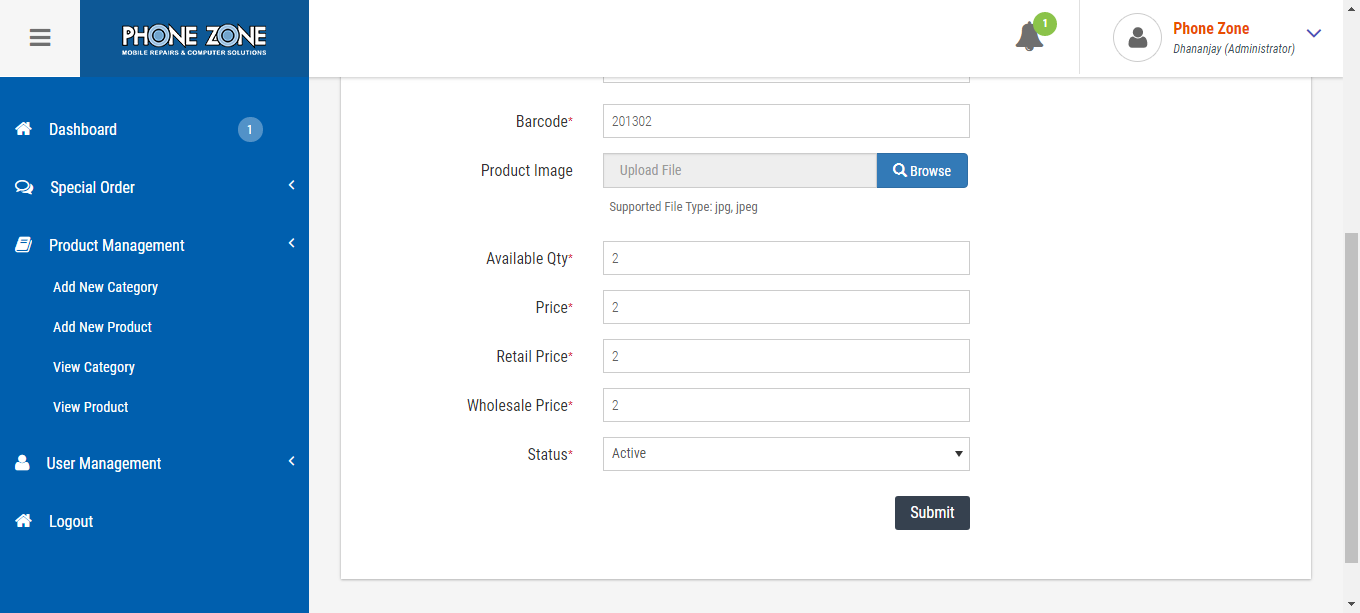 PHONE ZONE
MOBILE REPAIRS & COMPUTER SOLUTIONS
1
Phone Zone
Dhananjay (Administrator)
Dashboard
1
Special Order
Product Management
Add New Category
Add New Product
View Category
View Product
User Management
Logout
Barcode*
201302
Product Image
Upload File
Browse
Supported File Type: jpg, jpeg
Available Qty*
2
Price*
2
Retail Price*
2
Wholesale Price*
2
Status*
Active
Submit